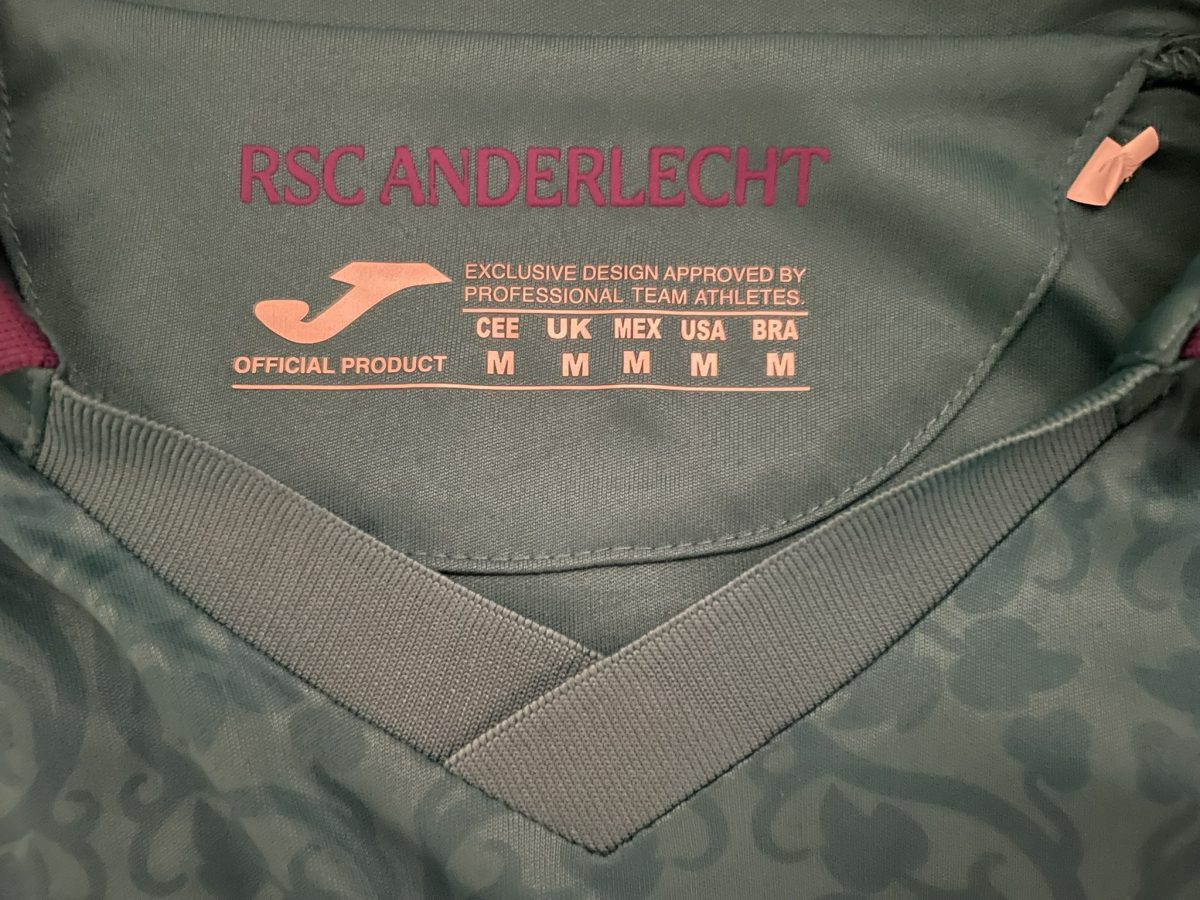 RSC ANDERLECHT
EXCLUSIVE DESIGN APPROVED BY
PROFESSIONAL TEAM ATHLETES.
CEE UK MEX USA BRA
M M M M M
OFFICIAL PRODUCT